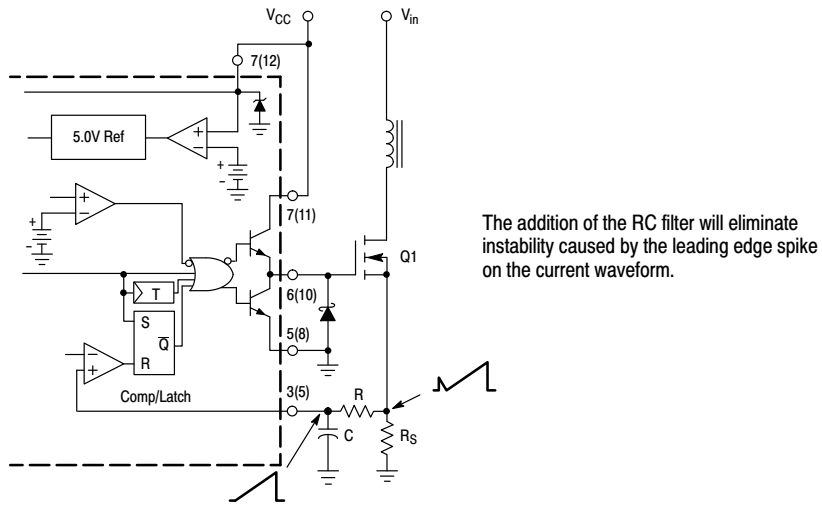 VCC
Vin
7(12)
5.0V Ref
+
-
+
-
+
-
+
-
7(11)
The addition of the RC filter will eliminate
instability caused by the leading edge spike
on the current waveform.
Q1
T
6(10)
S
Q
R
5(8)
-
+
Comp/Latch
3(5)
R
C
RS